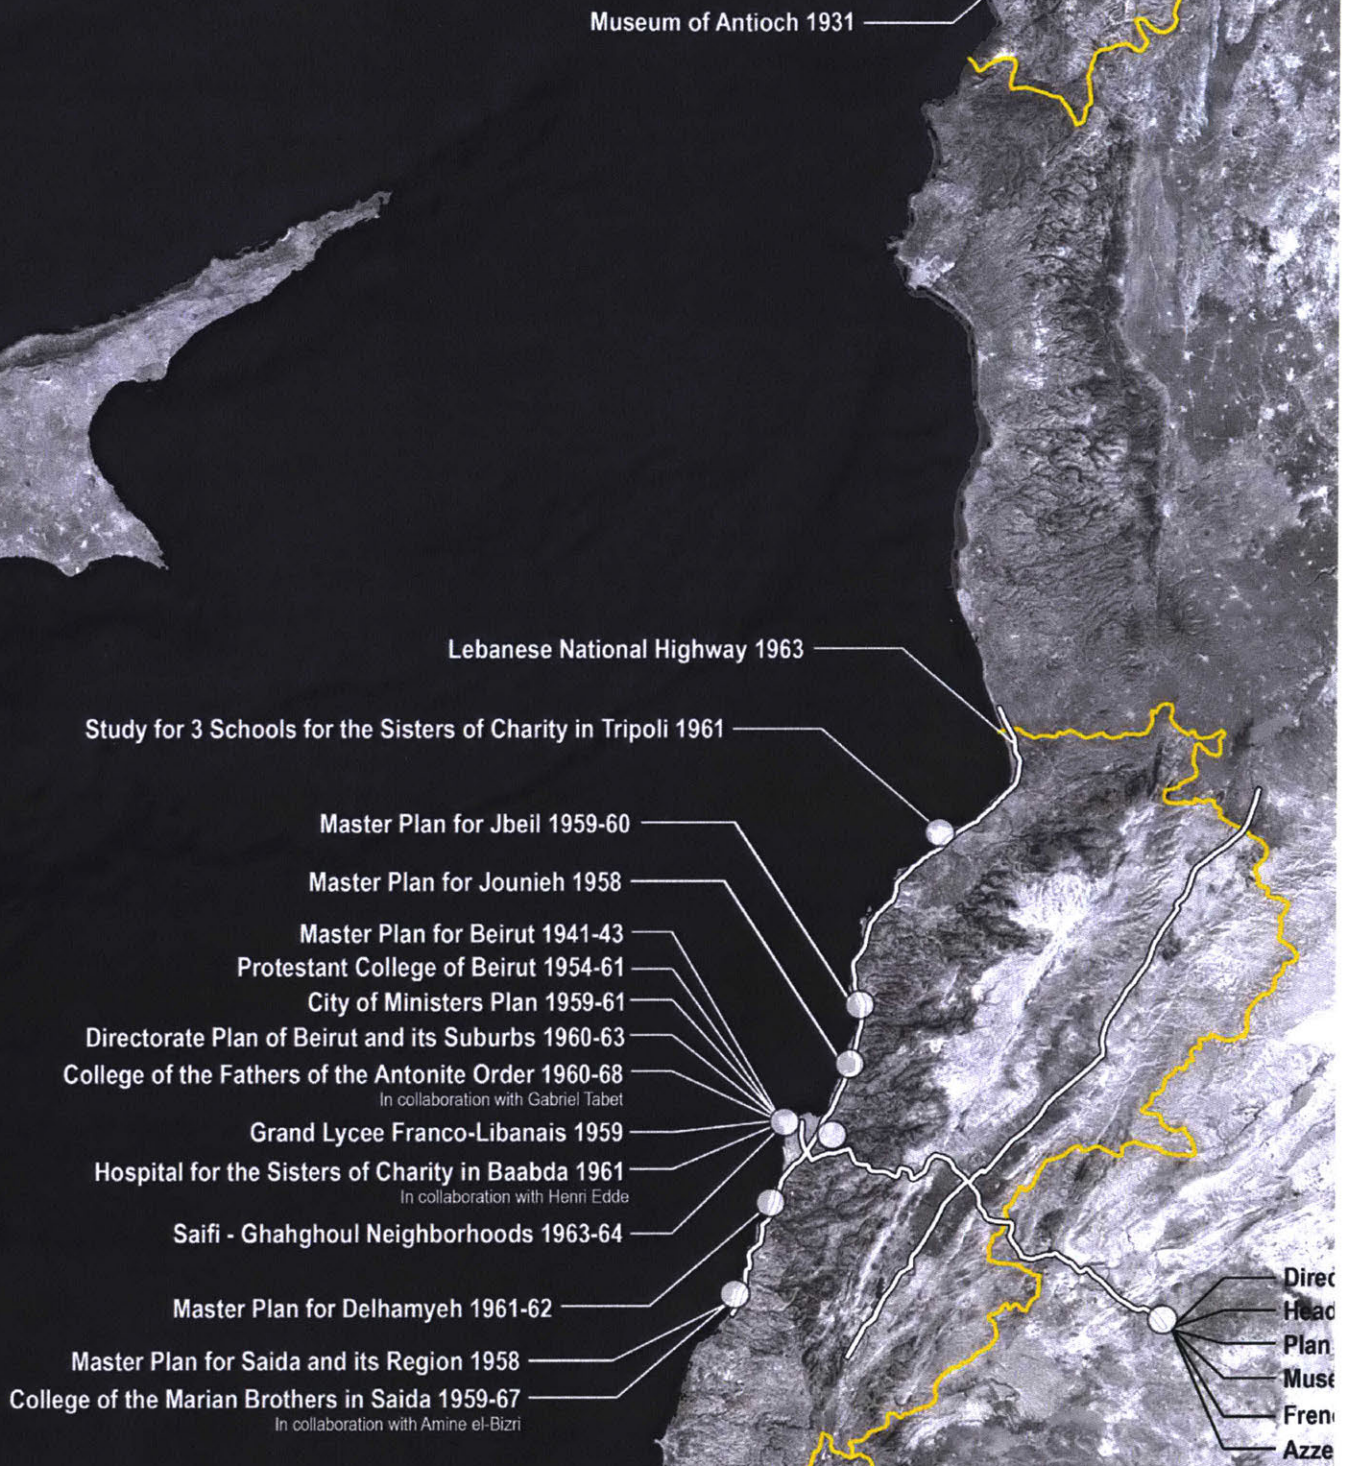 Museum of Antioch 1931
Lebanese National Highway 1963
Study for 3 Schools for the Sisters of Charity in Tripoli 1961
Master Plan for Jbeil 1959-60
Master Plan for Jounieh 1958
Master Plan for Beirut 1941-43
Protestant College of Beirut 1954-61
City of Ministers Plan 1959-61
Directorate Plan of Beirut and its Suburbs 1960-63
College of the Fathers of the Antonite Order 1960-68
In collaboration with Gabriel Tabet
Grand Lycee Franco-Libanais 1959
Hospital for the Sisters of Charity in Baabda 1961
In collaboration with Henri Edde
Saifi - Ghahghoul Neighborhoods 1963-64
Master Plan for Delhamyeh 1961-62
Master Plan for Saida and its Region 1958
College of the Marian Brothers in Saida 1959-67
In collaboration with Amine el-Bizri
Direc
Head
Plan
Muse
Fren
Azze